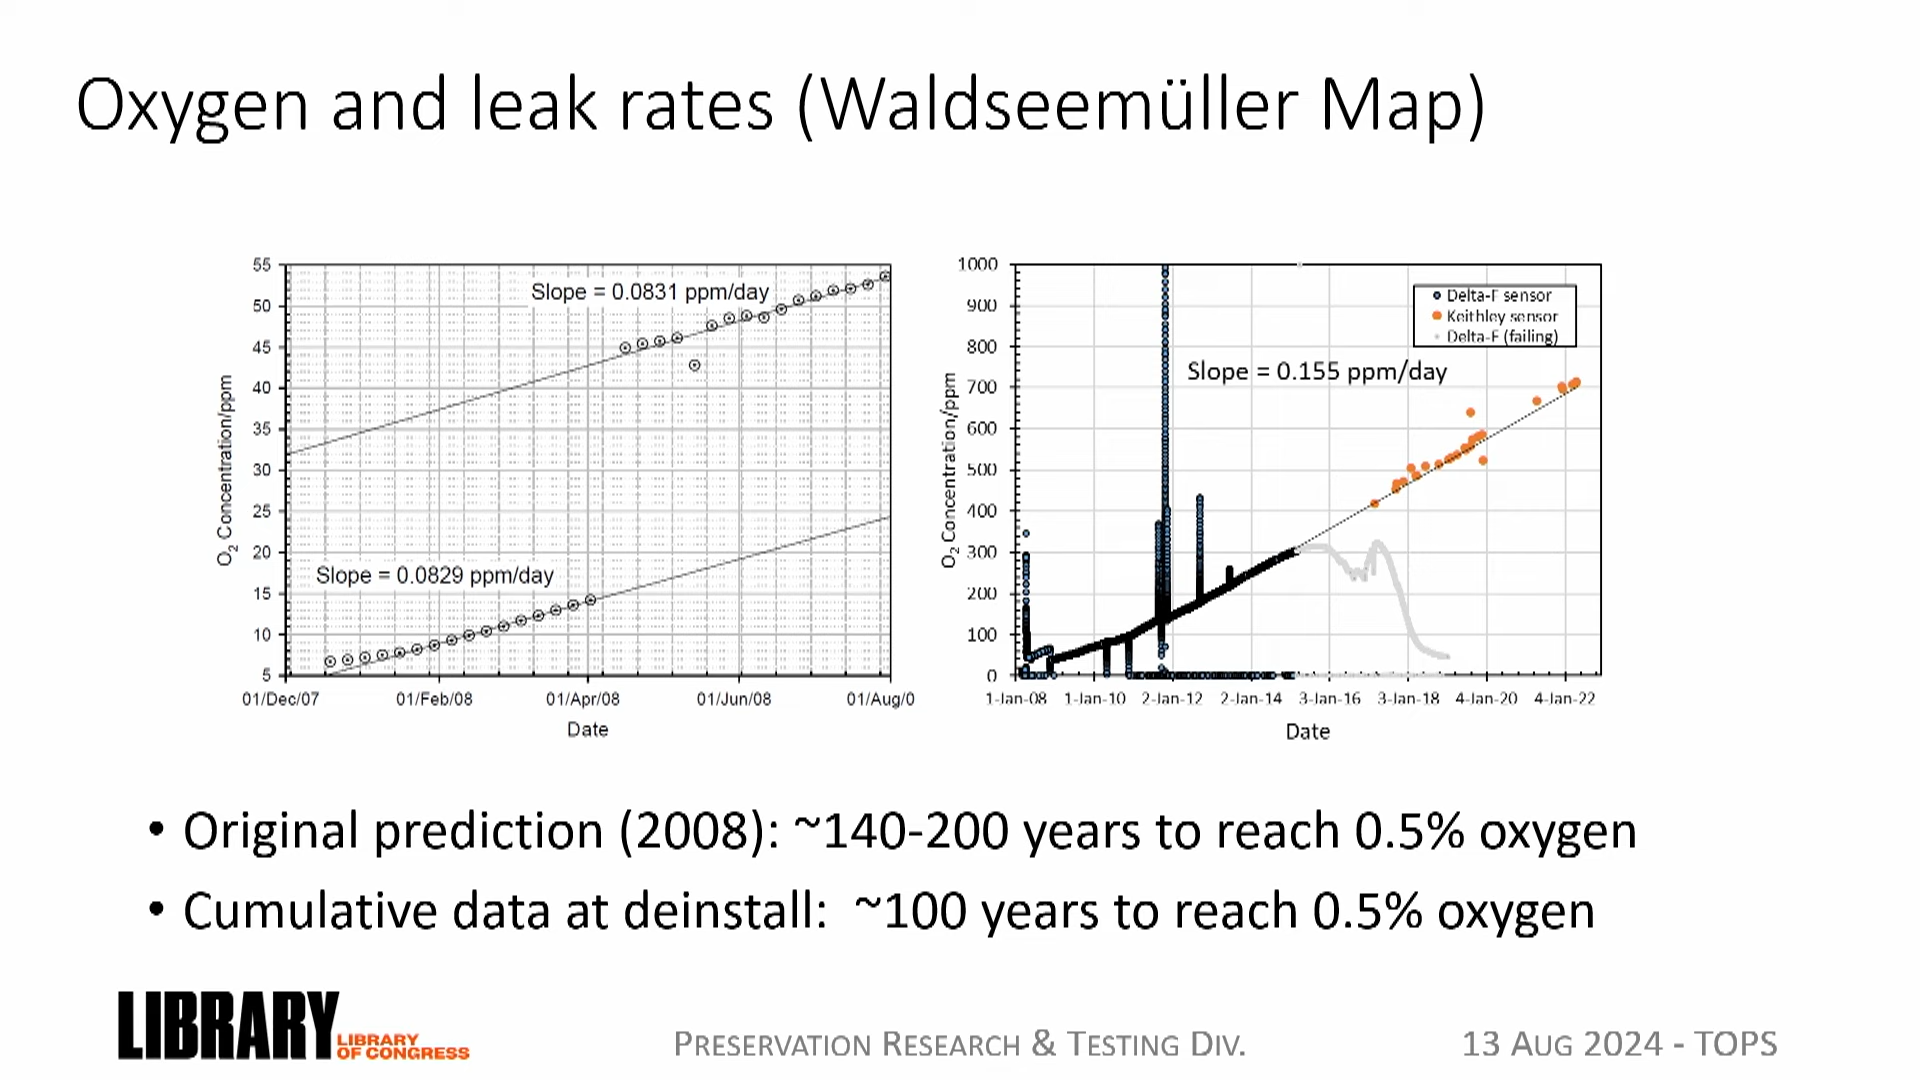 Oxygen and leak rates (Waldseemüller Map)
55
50
45
40
35
30
25
20
15
10
5
O2 Concentration/ppm
Slope = 0.0831 ppm/day
Slope = 0.0829 ppm/day
01/Dec/07 01/Feb/08 01/Apr/08 01/Jun/08 01/Aug/0
Date
1000
900
800
700
600
500
400
300
200
100
0
O2 Concentration/ppm
Delta-F sensor
Keithley sensor
Delta-F (failing)
Slope = 0.155 ppm/day
1-Jan-08 1-Jan-10 2-Jan-12 2-Jan-14 3-Jan-16 3-Jan-18 4-Jan-20 4-Jan-22
Date
• Original prediction (2008): ~140-200 years to reach 0.5% oxygen
• Cumulative data at deinstall: ~100 years to reach 0.5% oxygen
LIBRARY
LIBRARY
OF CONGRESS
PRESERVATION RESEARCH & TESTING DIV.
13 AUG 2024 - TOPS